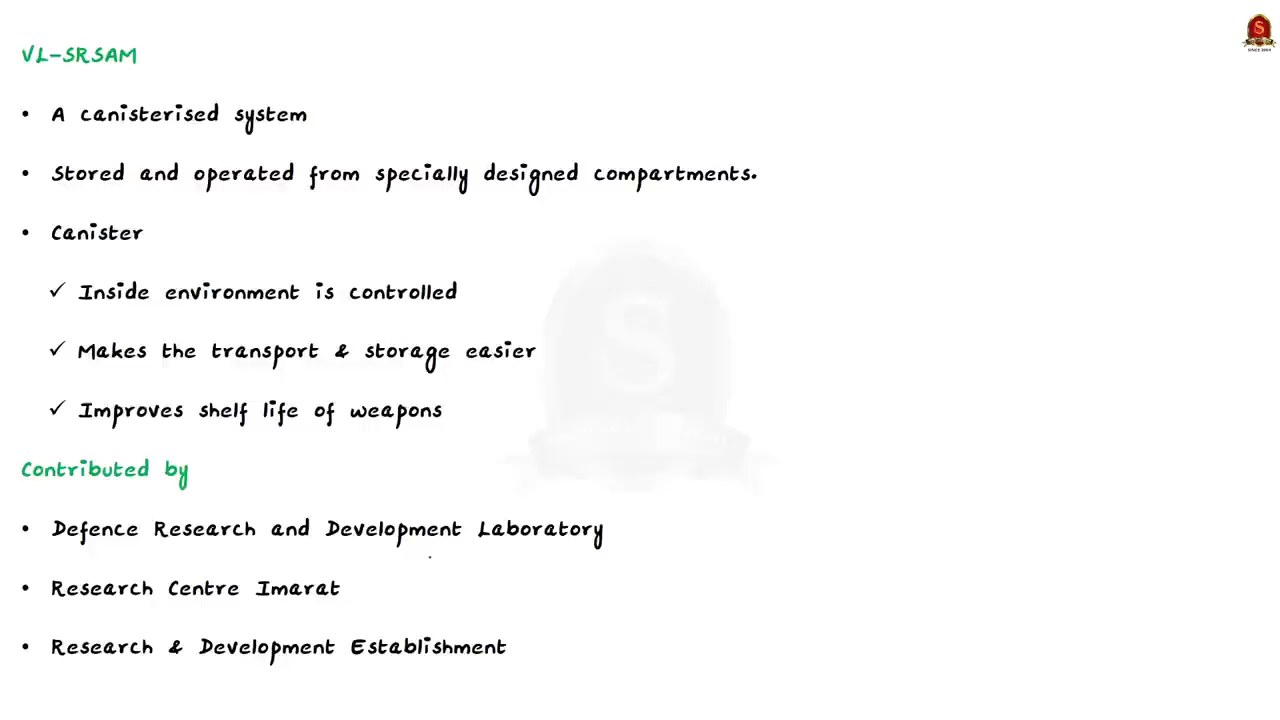 S
SINCE 2004
VL-SRSAM
• A canisterised system
• Stored and operated from specially designed compartments.
• Canister
✓ Inside environment is controlled
✓ Makes the transport & storage easier
✓ Improves shelf life of weapons
Contributed by
• Defence Research and Development Laboratory
• Research Centre Imarat
• Research & Development Establishment
S